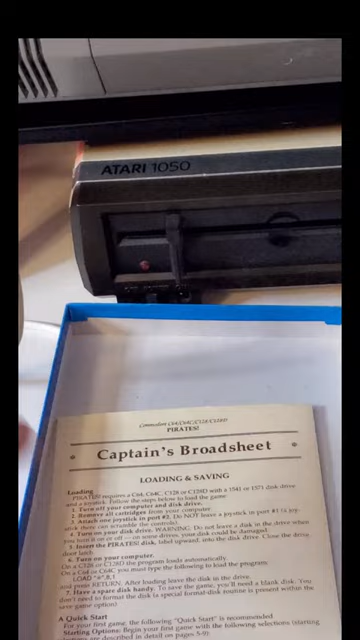 ATARI 1050
Commodore C64/64C/C128/C128D
PIRATES!
Captain's Broadsheet
LOADING & SAVING
Loading
PIRATES! requires a C64, C64C, C128 or C128D with a 1541 or 1571 disk drive
and a joystick. Follow the steps below to load the game
1. Turn off your computer and disk drive.
2. Remove all cartridges from your computer.
3. Attach one joystick in port #2. Do NOT leave a joystick in port #1 (a joy-
stick there can scramble the controls).
4. Turn on your disk drive. WARNING: Do not leave a disk in the drive when
you turn it on or off — on some drives, your disk could be damaged.
5. Insert the PIRATES! disk, label upward, into the disk drive. Close the drive
door latch.
6. Turn on your computer.
On a C128 or C128D the program loads automatically.
On a C64 or 64C you must type the following to load the program:
LOAD "*",8,1
and press RETURN. After loading leave the disk in the drive.
7. Have a spare disk handy. To save the game, you'll need a blank disk. You
don't need to format the disk (a special format-disk routine is present within the
save game option)
A Quick Start
For your first game, the following "Quick Start" is recommended.
Starting Options: Begin your first game with the following selections (starting
options are described in detail on pages 5-9)